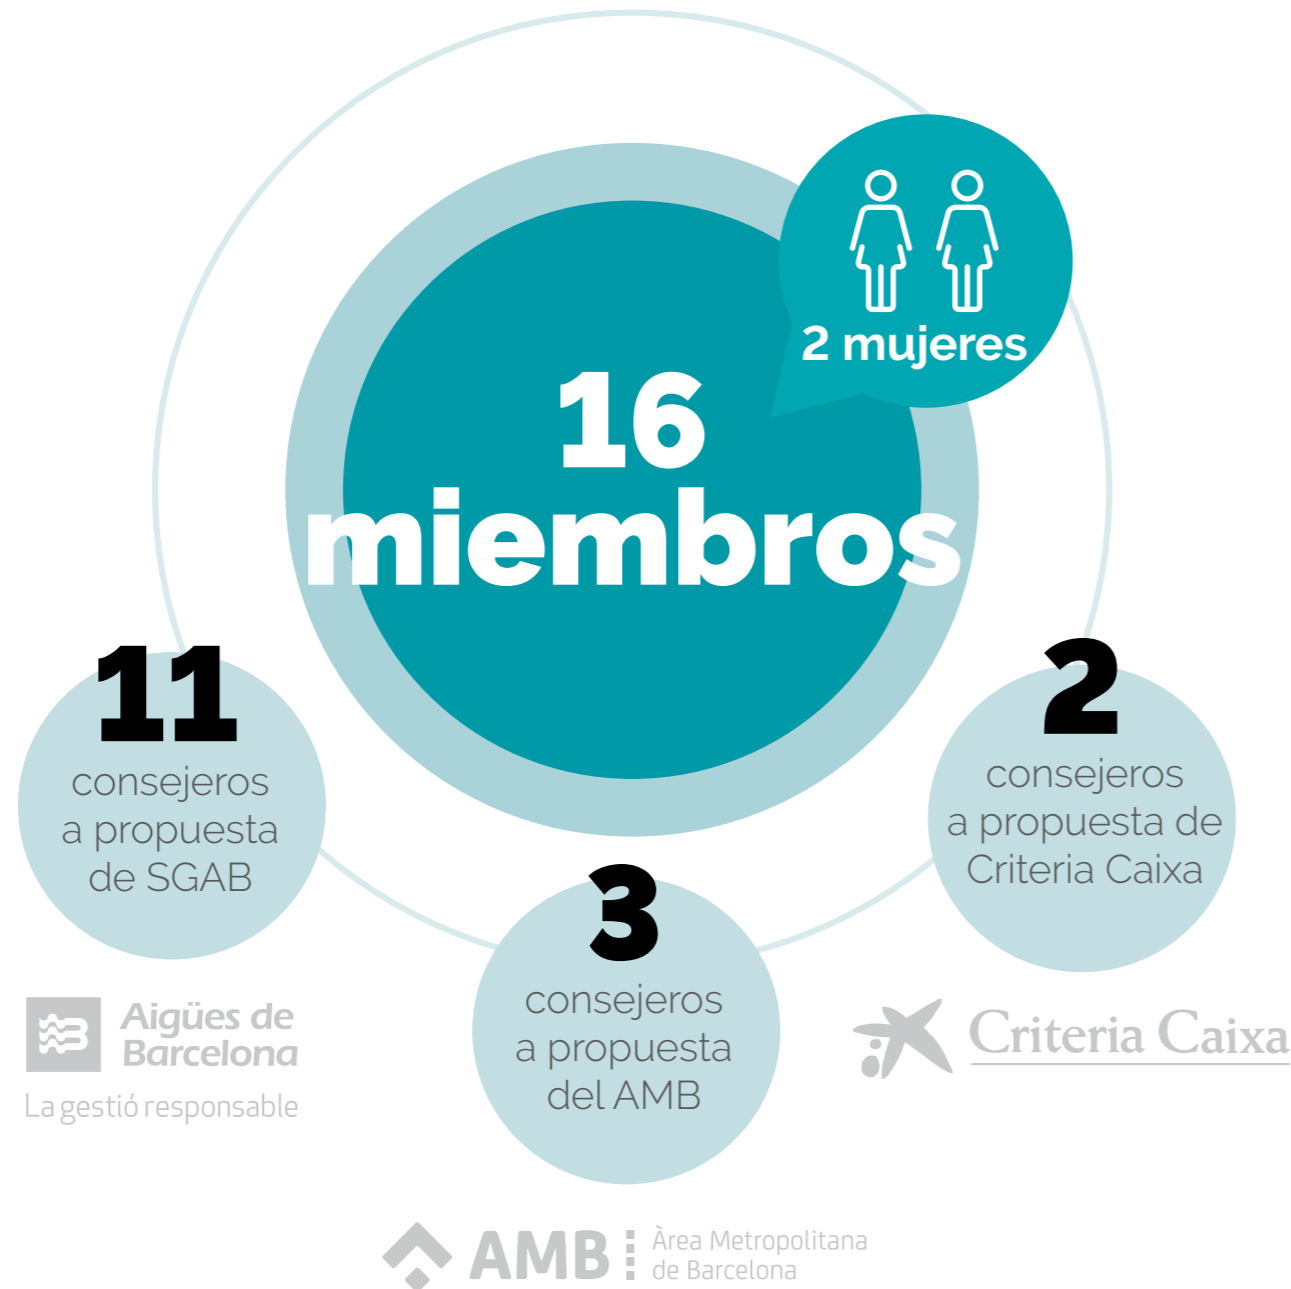 2 mujeres
16
miembros
11
consejeros
a propuesta
de SGAB
2
consejeros
a propuesta de
Criteria Caixa
3
consejeros
a propuesta
del AMB
Aigües de
Barcelona
La gestió responsable
Criteria Caixa
AMB
Àrea Metropolitana
de Barcelona